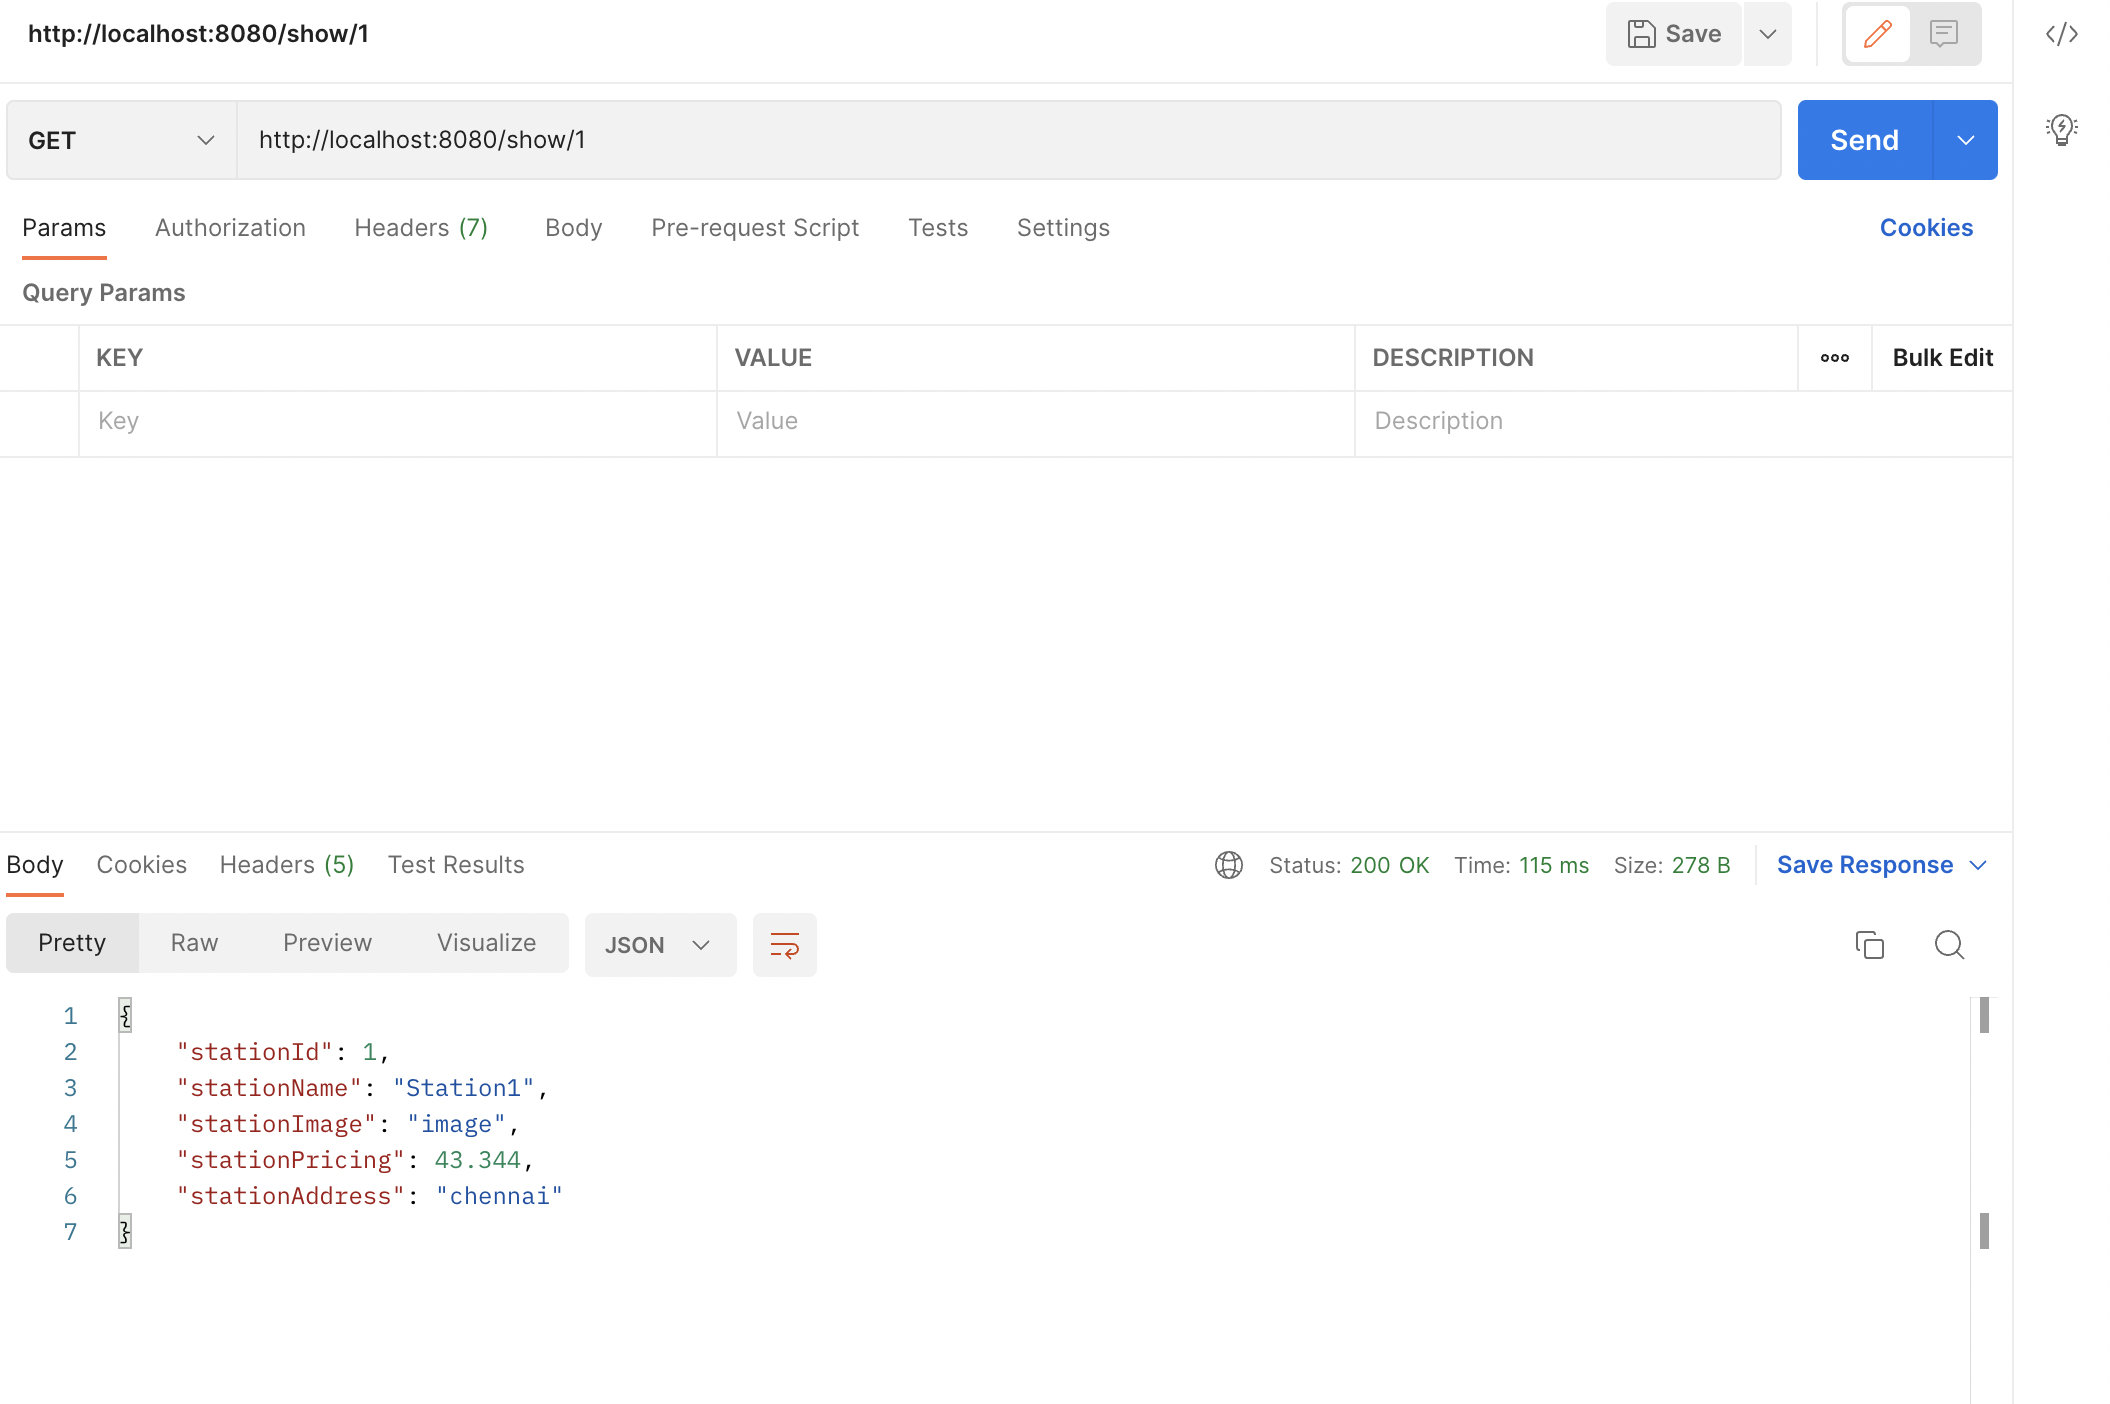 http://localhost:8080/show/1
Save
GET
http://localhost:8080/show/1
Send
Params Authorization Headers (7) Body Pre-request Script Tests Settings Cookies
Query Params
KEY VALUE DESCRIPTION Bulk Edit
Key Value Description
Body Cookies Headers (5) Test Results Status: 200 OK Time: 115 ms Size: 278 B Save Response
Pretty Raw Preview Visualize JSON
1 {
2 "stationId": 1,
3 "stationName": "Station1",
4 "stationImage": "image",
5 "stationPricing": 43.344,
6 "stationAddress": "chennai"
7 }